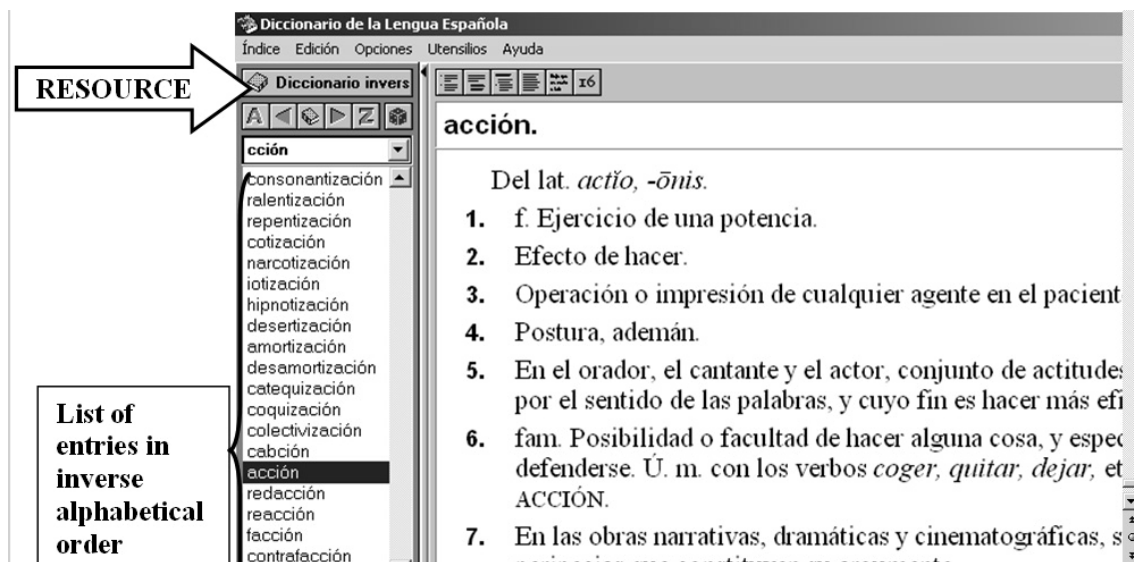 Diccionario de la Lengua Española
Índice Edición Opciones Utensilios Ayuda
RESOURCE
Diccionario invers
16
A
Z
cción
consonantización
ralentización
repentización
cotización
narcotización
iotización
hipnotización
desertización
amortización
desamortización
catequización
coquización
colectivización
cabción
acción
redacción
reacción
facción
contrafacción
List of
entries in
inverse
alphabetical
order
acción.
Del lat. actĭo, -ōnis.
1. f. Ejercicio de una potencia.
2. Efecto de hacer.
3. Operación o impresión de cualquier agente en el pacient
4. Postura, ademán.
5. En el orador, el cantante y el actor, conjunto de actitudes
por el sentido de las palabras, y cuyo fin es hacer más efi
6. fam. Posibilidad o facultad de hacer alguna cosa, y espec
defenderse. Ú. m. con los verbos coger, quitar, dejar, et
ACCIÓN.
7. En las obras narrativas, dramáticas y cinematográficas, s